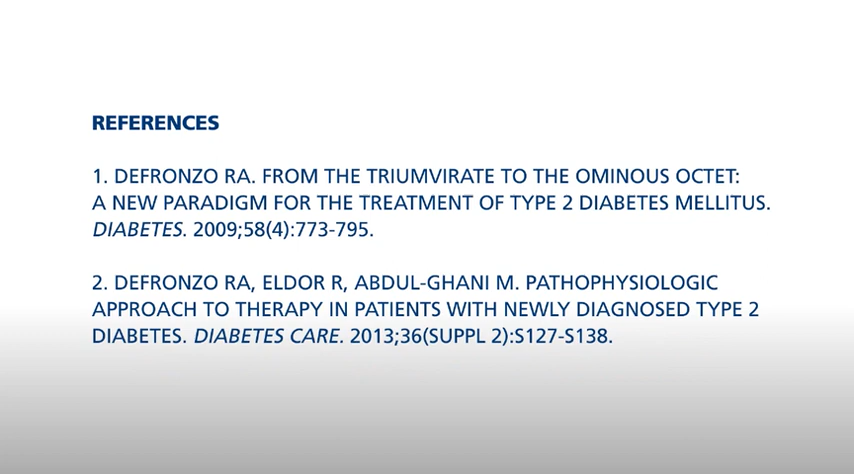 REFERENCES
1. DEFRONZO RA. FROM THE TRIUMVIRATE TO THE OMINOUS OCTET:
A NEW PARADIGM FOR THE TREATMENT OF TYPE 2 DIABETES MELLITUS.
DIABETES. 2009;58(4):773-795.
2. DEFRONZO RA, ELDOR R, ABDUL-GHANI M. PATHOPHYSIOLOGIC
APPROACH TO THERAPY IN PATIENTS WITH NEWLY DIAGNOSED TYPE 2
DIABETES. DIABETES CARE. 2013;36(SUPPL 2):S127-S138.